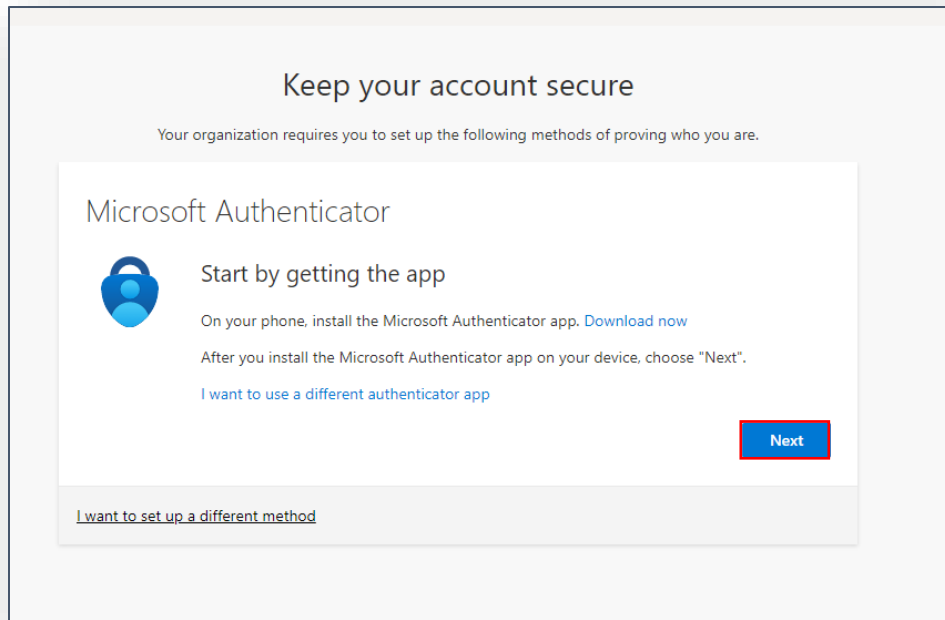 Keep your account secure
Your organization requires you to set up the following methods of proving who you are.
Microsoft Authenticator
Start by getting the app
On your phone, install the Microsoft Authenticator app. Download now
After you install the Microsoft Authenticator app on your device, choose "Next".
I want to use a different authenticator app
Next
I want to set up a different method